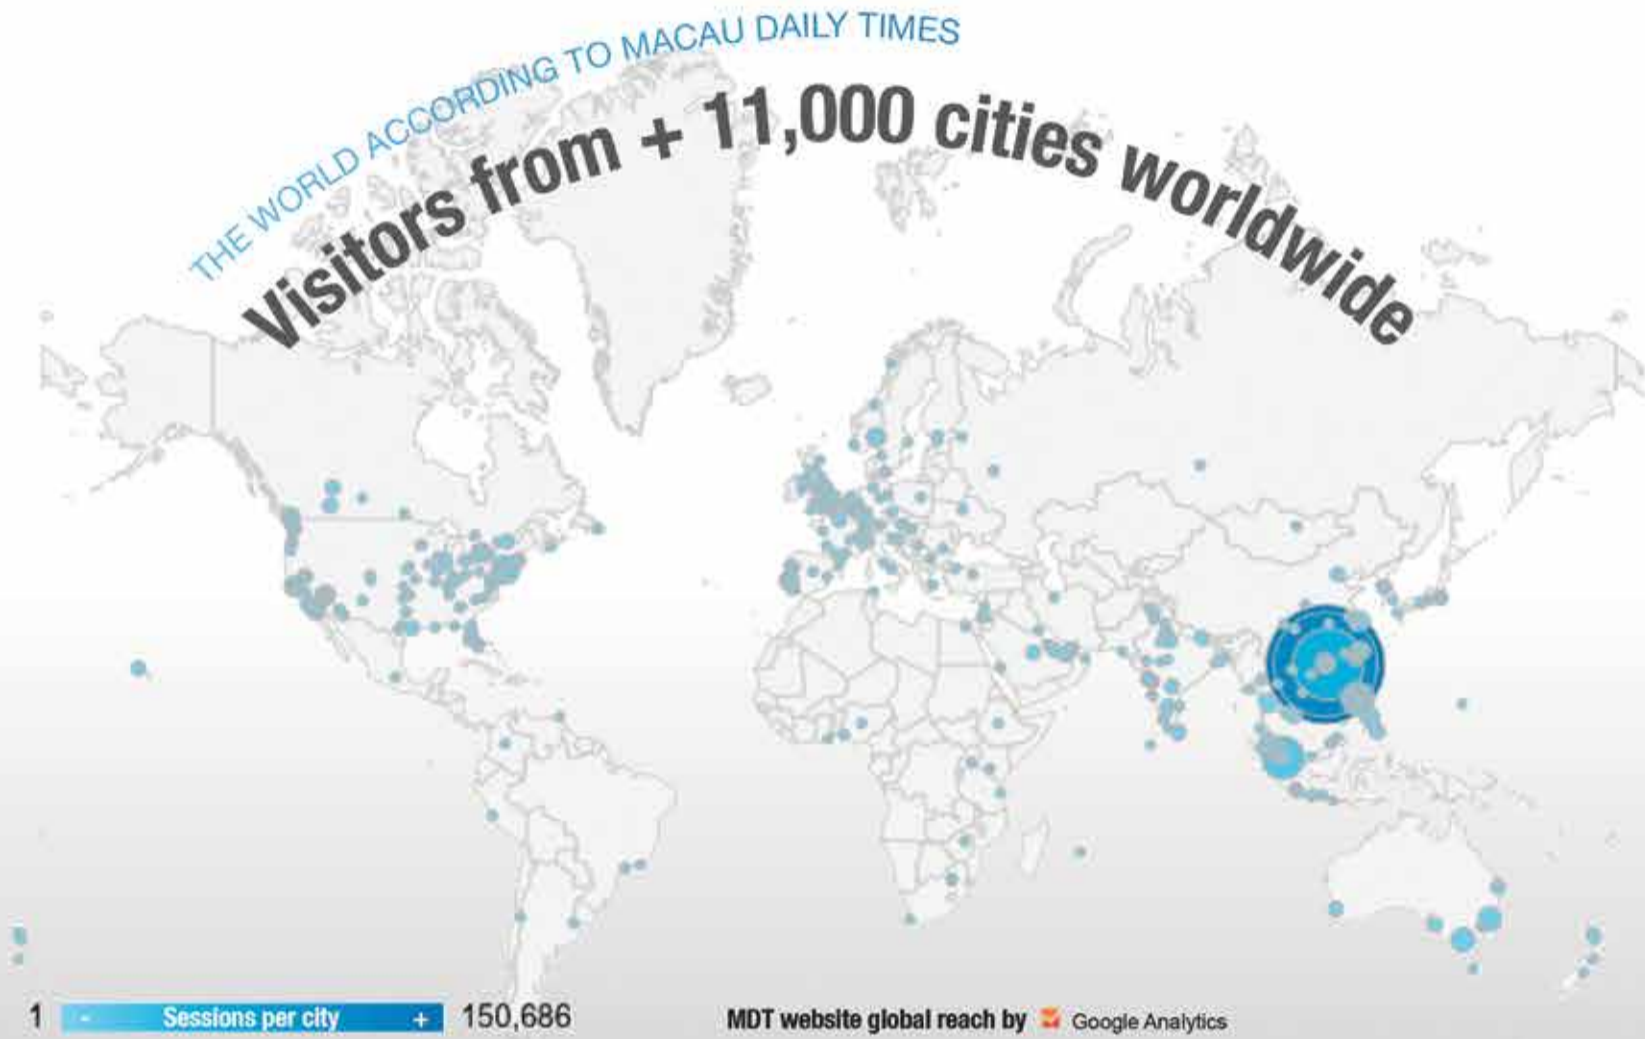 THE WORLD ACCORDING TO MACAU DAILY TIMES
Visitors from + 11,000 cities worldwide
1 - Sessions per city + 150,686
MDT website global reach by Google Analytics